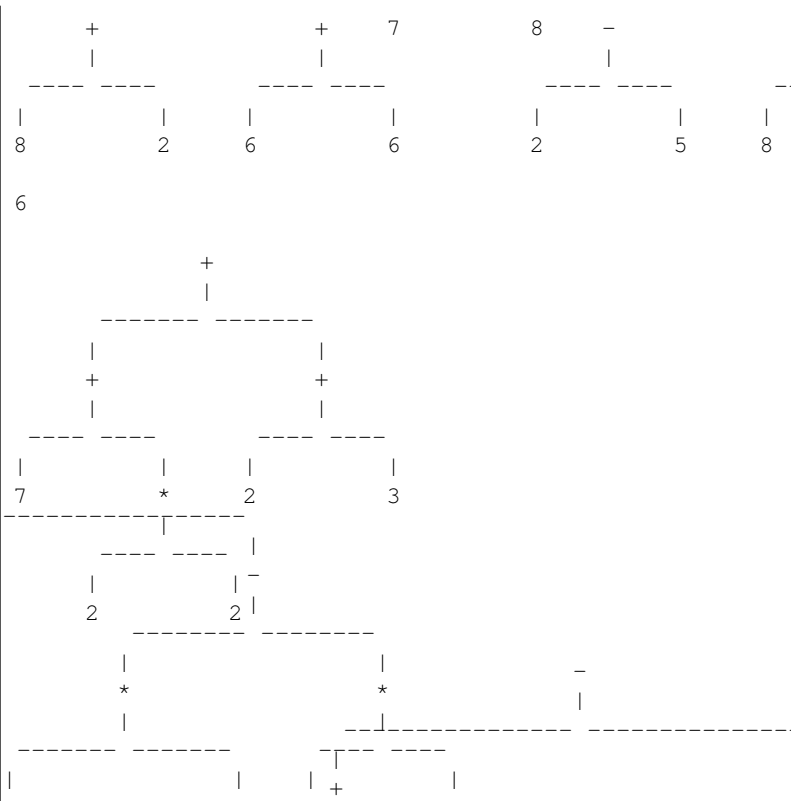 +                               +         7                   8         -
            |                               |                                       |
    ---- ----              ---- ----                      ---- ----              --
  |                   |           |                   |                   |                   |           |
  8                   2           6                   6                   2                   5           8
  6
                            +
                            |
              ------- -------
            |                               |
            +                               +
            |                               |
    ---- ----              ---- ----
  |                   |           |                   |
  7                   *           2                   3
-----------------
                      |
              ---- ----   |
            |                   | -
            2                   2 |
                  -------- --------
                |                                   |                           -
                *                                   *                           |
                |                                   |
                                               ---------------- ---------------
  ------- -------            ---- ----
                                              |
|                               |         |                   |
                                              +